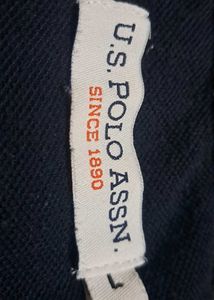 U.S. POLO ASSN.
SINCE 1890